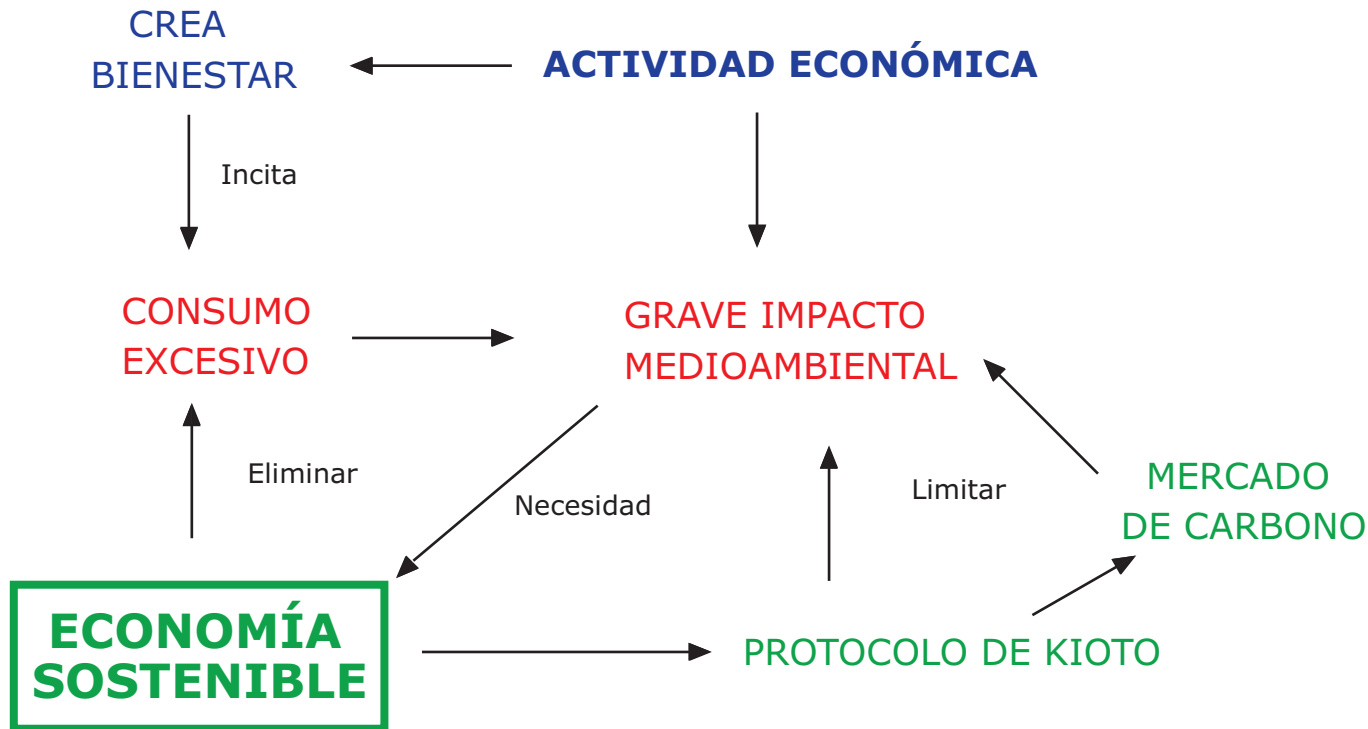 CREA
BIENESTAR
ACTIVIDAD ECONÓMICA
Incita
CONSUMO
EXCESIVO
GRAVE IMPACTO
MEDIOAMBIENTAL
Eliminar
Necesidad
Limitar
MERCADO
DE CARBONO
ECONOMÍA
SOSTENIBLE
PROTOCOLO DE KIOTO